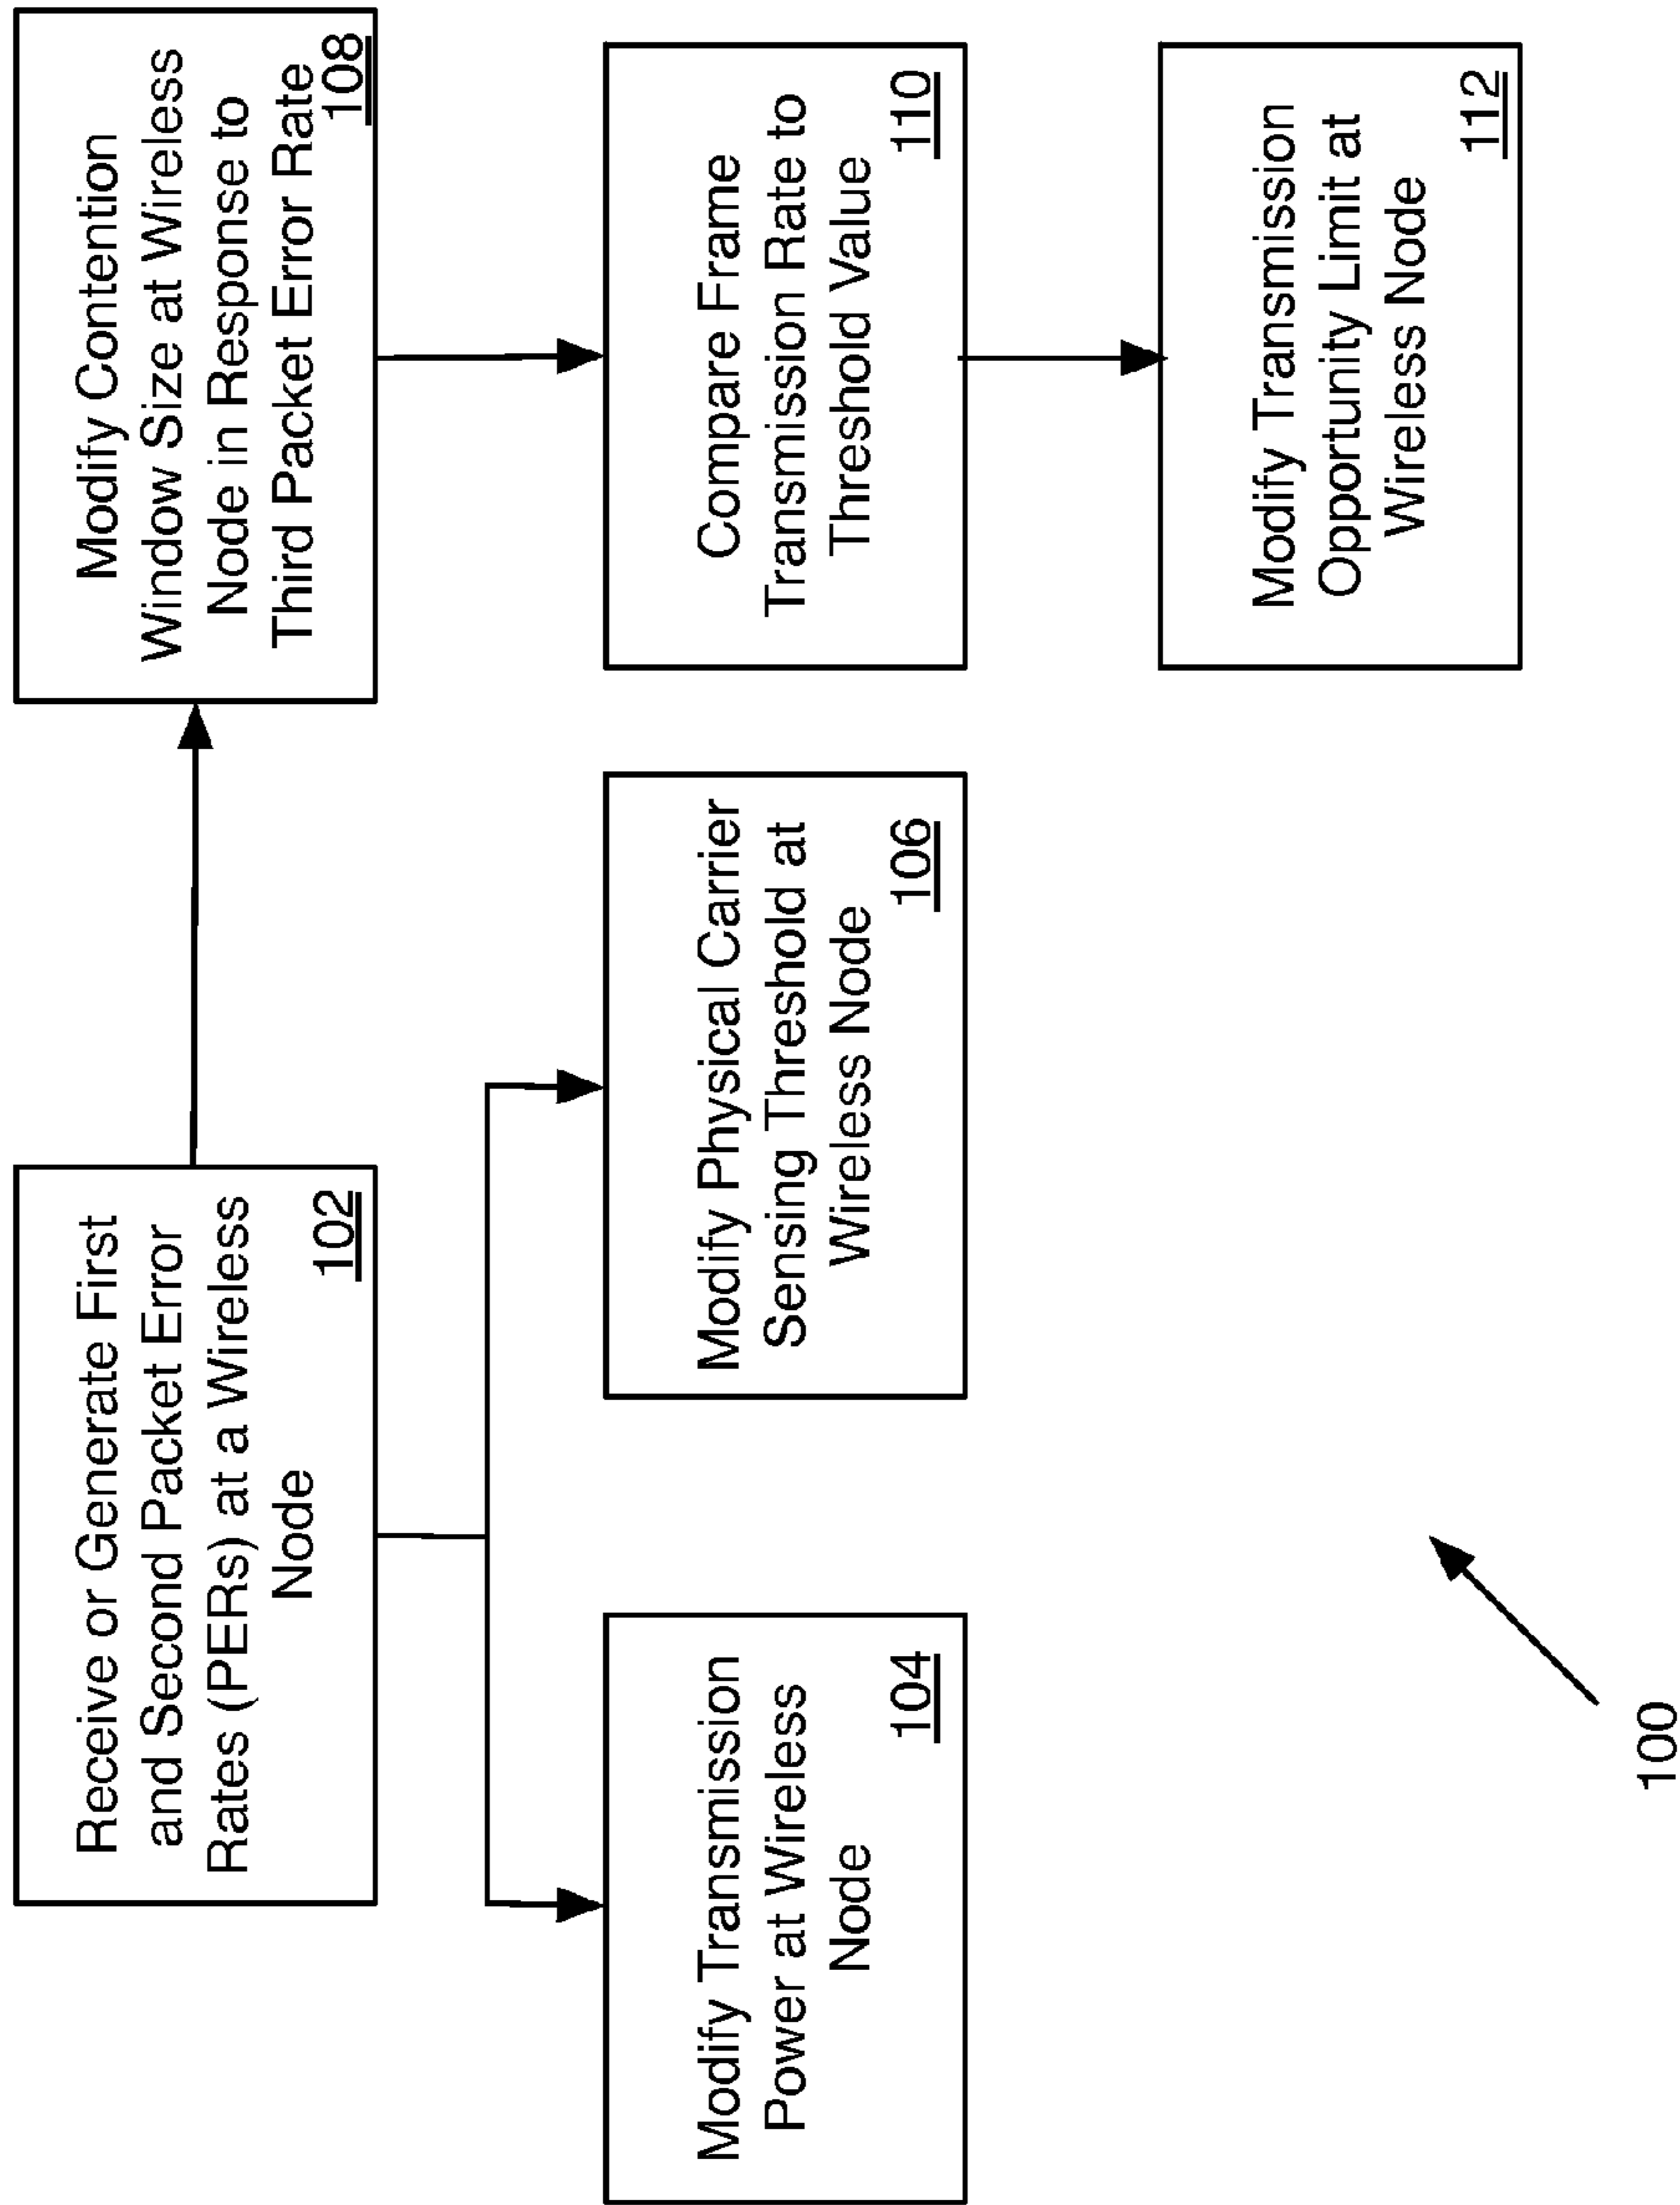 Receive or Generate First
and Second Packet Error
Rates (PERs) at a Wireless
Node
102
Modify Contention
Window Size at Wireless
Node in Response to
Third Packet Error Rate
108
Modify Transmission
Power at Wireless
Node
104
Modify Physical Carrier
Sensing Threshold at
Wireless Node
106
Compare Frame
Transmission Rate to
Threshold Value
110
Modify Transmission
Opportunity Limit at
Wireless Node
112
100